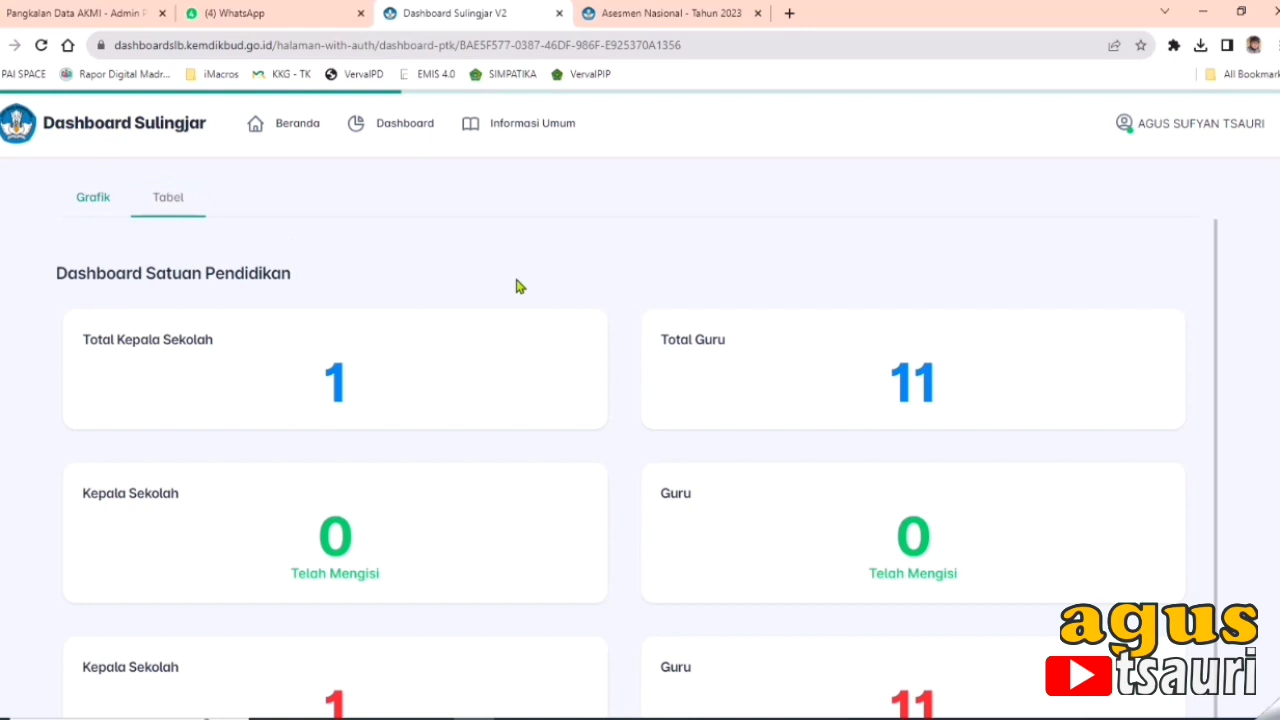 Pangkalan Data AKMI - Admin P
(4) WhatsApp
Dashboard Sulingjar V2
Asesmen Nasional - Tahun 2023
dashboardslb.kemdikbud.go.id/halaman-with-auth/dashboard-ptk/BAE5F577-0387-46DF-986F-E925370A1356
PAI SPACE
Rapor Digital Madr...
iMacros
KKG - TK
VervalPD
EMIS 4.0
SIMPATIKA
VervalPIP
All Bookmar
Dashboard Sulingjar
Beranda
Dashboard
Informasi Umum
AGUS SUFYAN TSAURI
Grafik
Tabel
Dashboard Satuan Pendidikan
Total Kepala Sekolah
1
Total Guru
11
Kepala Sekolah
0
Telah Mengisi
Guru
0
Telah Mengisi
Kepala Sekolah
1
Guru
11
agus
tsauri